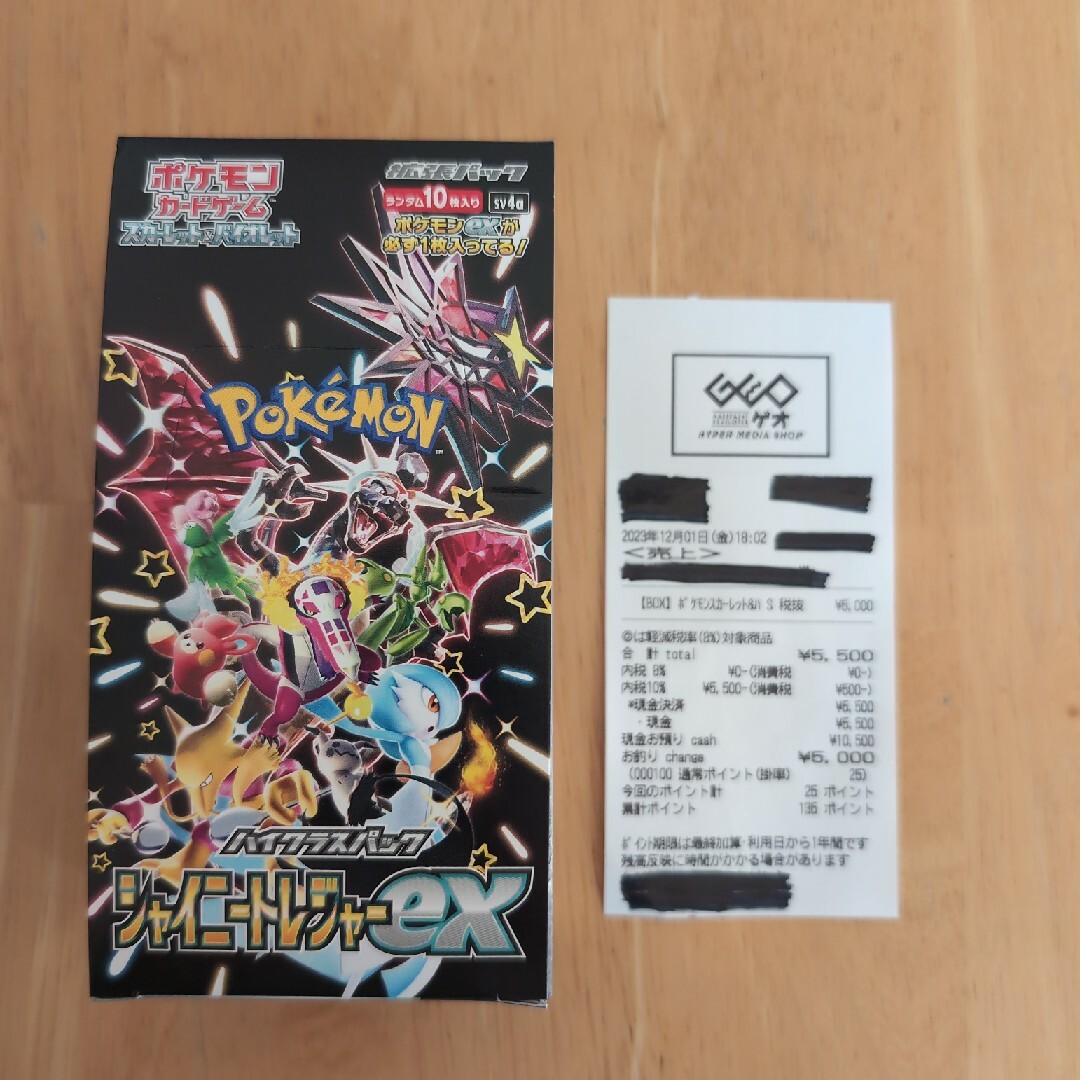 ポケモン
カードゲーム
スカーレット&バイオレット
拡張パック
ランダム10枚入り sv4a
ポケモンexが
必ず1枚入ってる!
POKéMON
ハイクラスパック
シャイニートレジャーex
GEO
ゲオ
HYPER MEDIA SHOP
2023年12月01日(金)18:02
<売上>
【BOX】ポケモンスカーレット&バ S 税抜 ¥5,000
◎は軽減税率(8%)対象商品
合 計 total ¥5,500
内税 8% ¥0-(消費税 ¥0-)
内税10% ¥5,500-(消費税 ¥500-)
*現金決済 ¥5,500
・現金 ¥5,500
現金お預り cash ¥10,500
お釣り change ¥5,000
(000100 通常ポイント(掛率) 25)
今回のポイント計 25 ポイント
累計ポイント 135 ポイント
ポイント期限は最終加算・利用日から1年間です
残高反映に時間がかかる場合があります